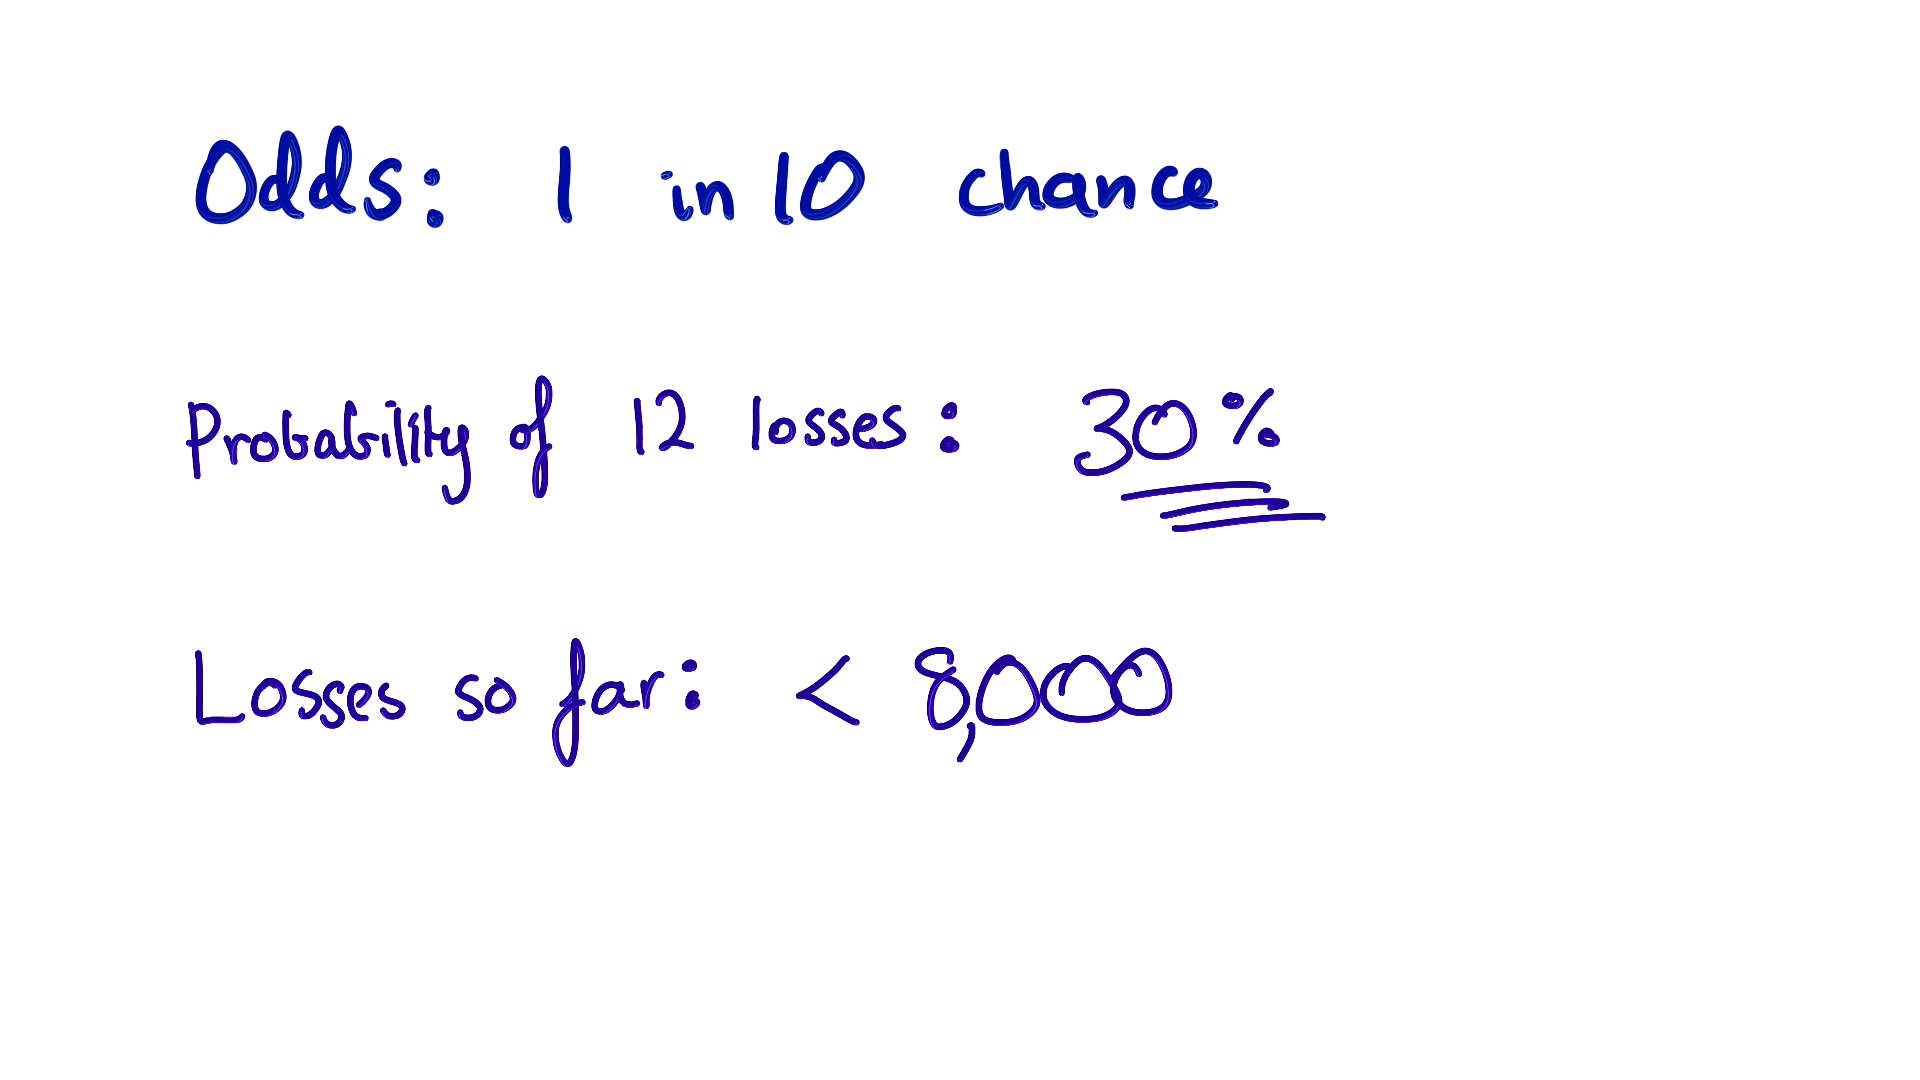 Odds: 1 in 10 chance
Probability of 12 losses: 30%
Losses so far: < 8,000